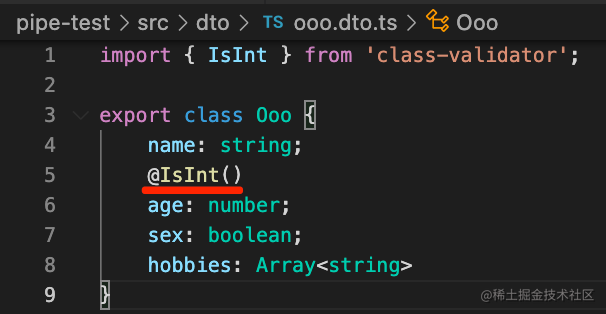 pipe-test > src > dto > TS ooo.dto.ts > Ooo
1 import { IsInt } from 'class-validator';
2
3 export class Ooo {
4 name: string;
5 @IsInt()
6 age: number;
7 sex: boolean;
8 hobbies: Array<string>
9 }
@稀土掘金技术社区